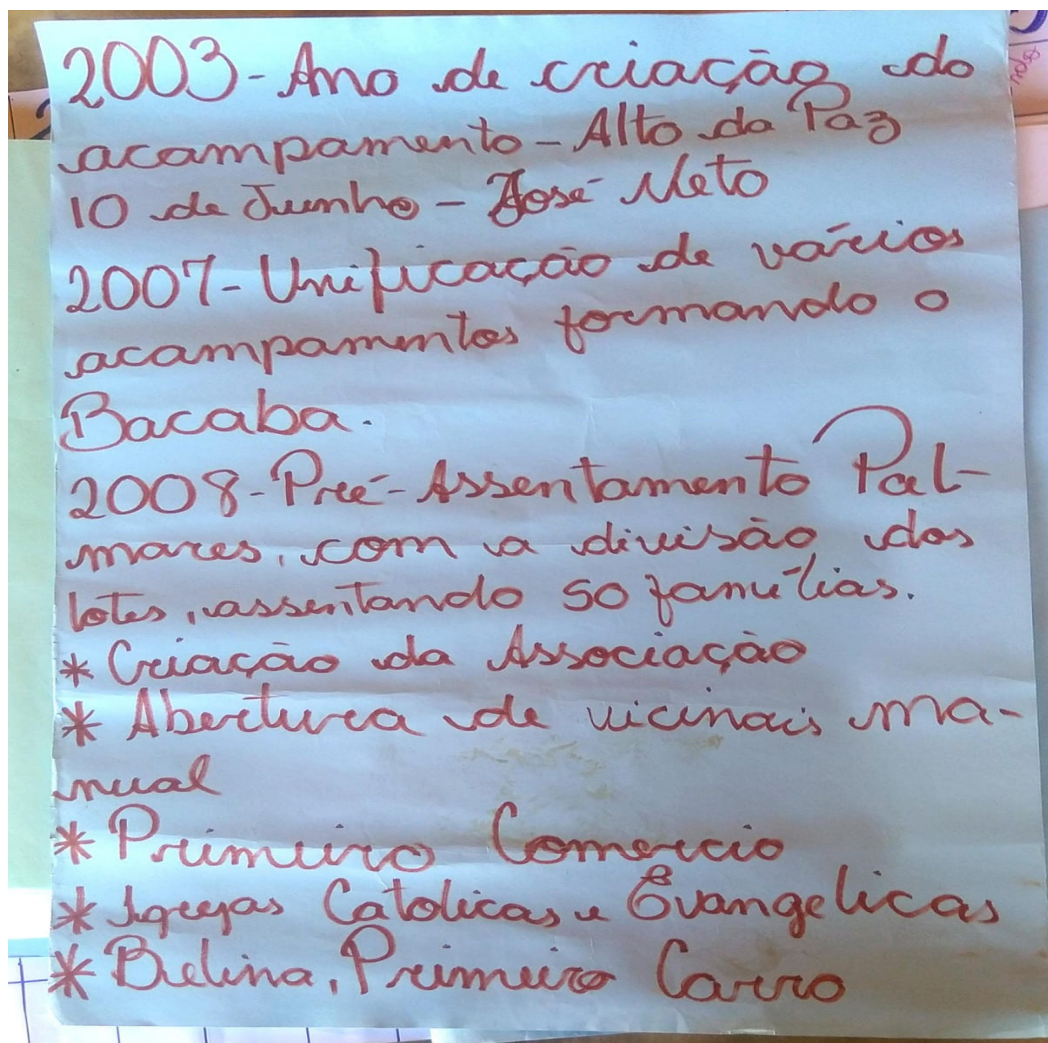 2003-Ano de criação do
acampamento - Alto da Paz
10 de Junho - José Neto
2007-Unificação de vários
acampamentos formando o
Bacaba.
2008-Pré-Assentamento Pal-
mares, com a divisão dos
lotes, assentando 50 famílias.
* Criação da Associação
* Abertura de vicinais ma-
nual
* Primeiro Comercio
* Igrejas Catolicas e Evangelicas
* Belina, Primeiro Carro